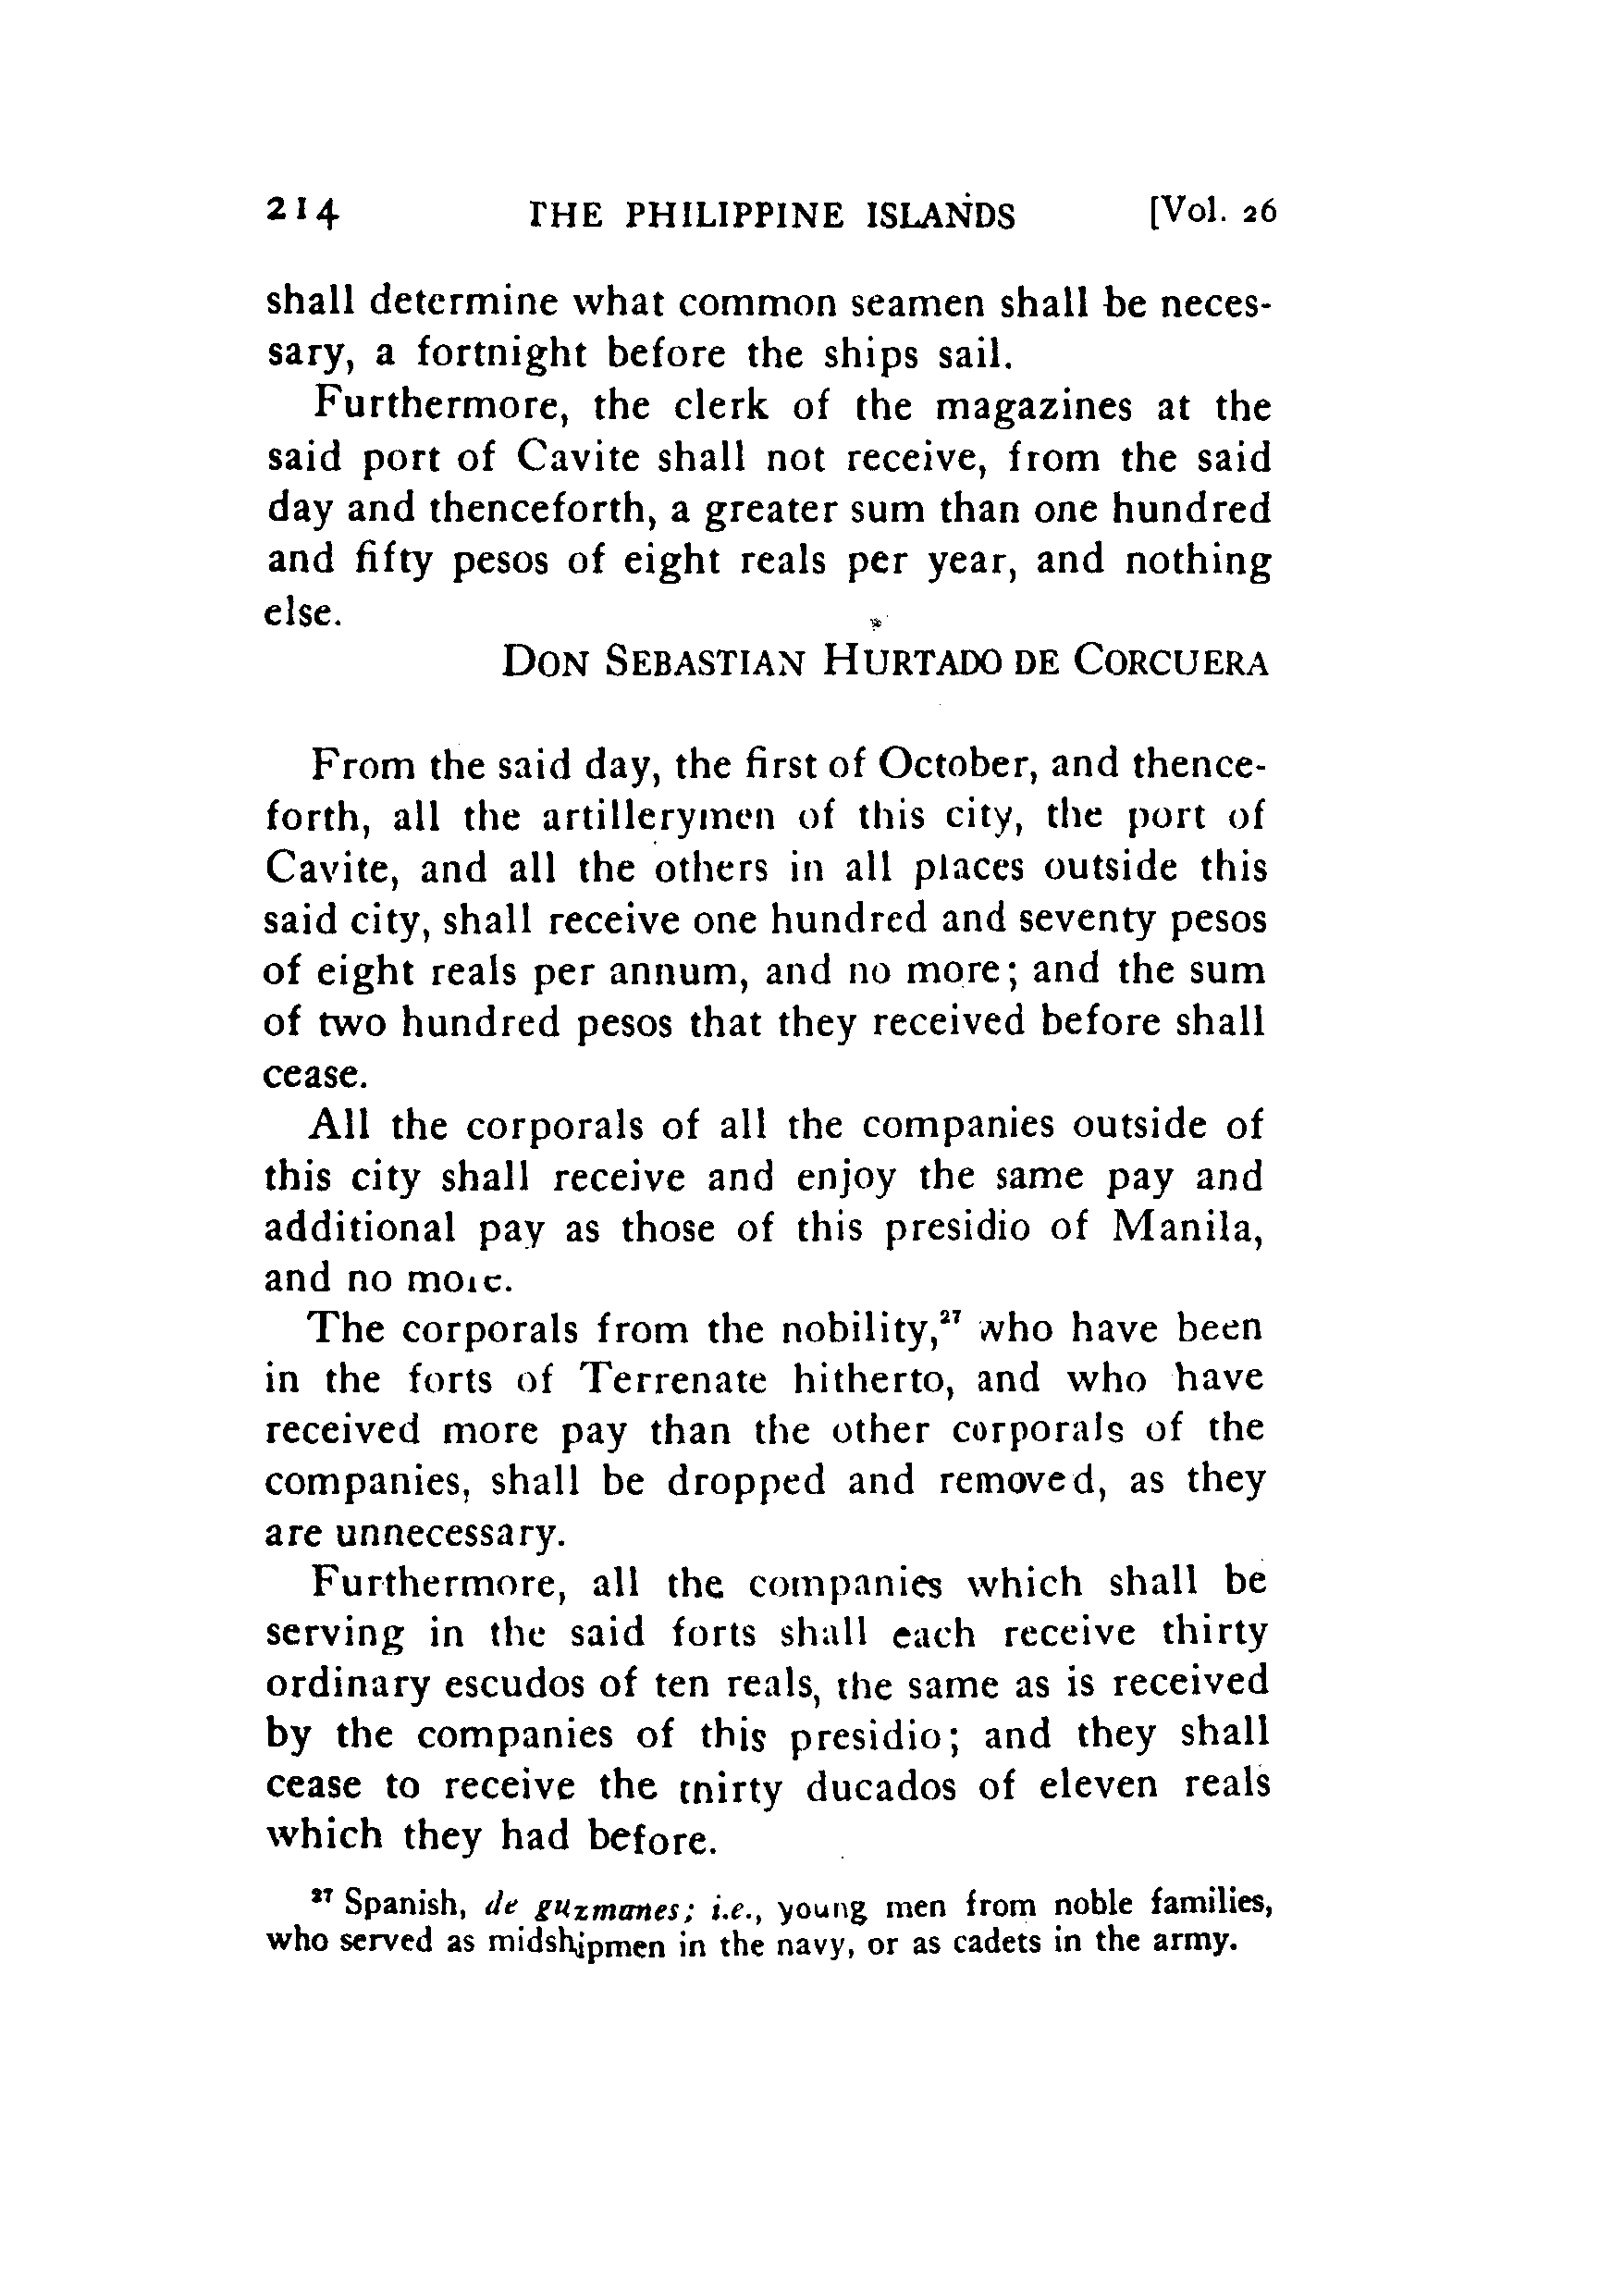 214 THE PHILIPPINE ISLANDS [Vol. 26
shall determine what common seamen shall be neces-
sary, a fortnight before the ships sail.
Furthermore, the clerk of the magazines at the
said port of Cavite shall not receive, from the said
day and thenceforth, a greater sum than one hundred
and fifty pesos of eight reals per year, and nothing
else.
DON SEBASTIAN HURTADO DE CORCUERA
From the said day, the first of October, and thence-
forth, all the artillerymen of this city, the port of
Cavite, and all the others in all places outside this
said city, shall receive one hundred and seventy pesos
of eight reals per annum, and no more; and the sum
of two hundred pesos that they received before shall
cease.
All the corporals of all the companies outside of
this city shall receive and enjoy the same pay and
additional pay as those of this presidio of Manila,
and no more.
The corporals from the nobility,²⁷ who have been
in the forts of Terrenate hitherto, and who have
received more pay than the other corporals of the
companies, shall be dropped and removed, as they
are unnecessary.
Furthermore, all the companies which shall be
serving in the said forts shall each receive thirty
ordinary escudos of ten reals, the same as is received
by the companies of this presidio; and they shall
cease to receive the thirty ducados of eleven reals
which they had before.
²⁷ Spanish, de guzmanes; i.e., young men from noble families,
who served as midshipmen in the navy, or as cadets in the army.